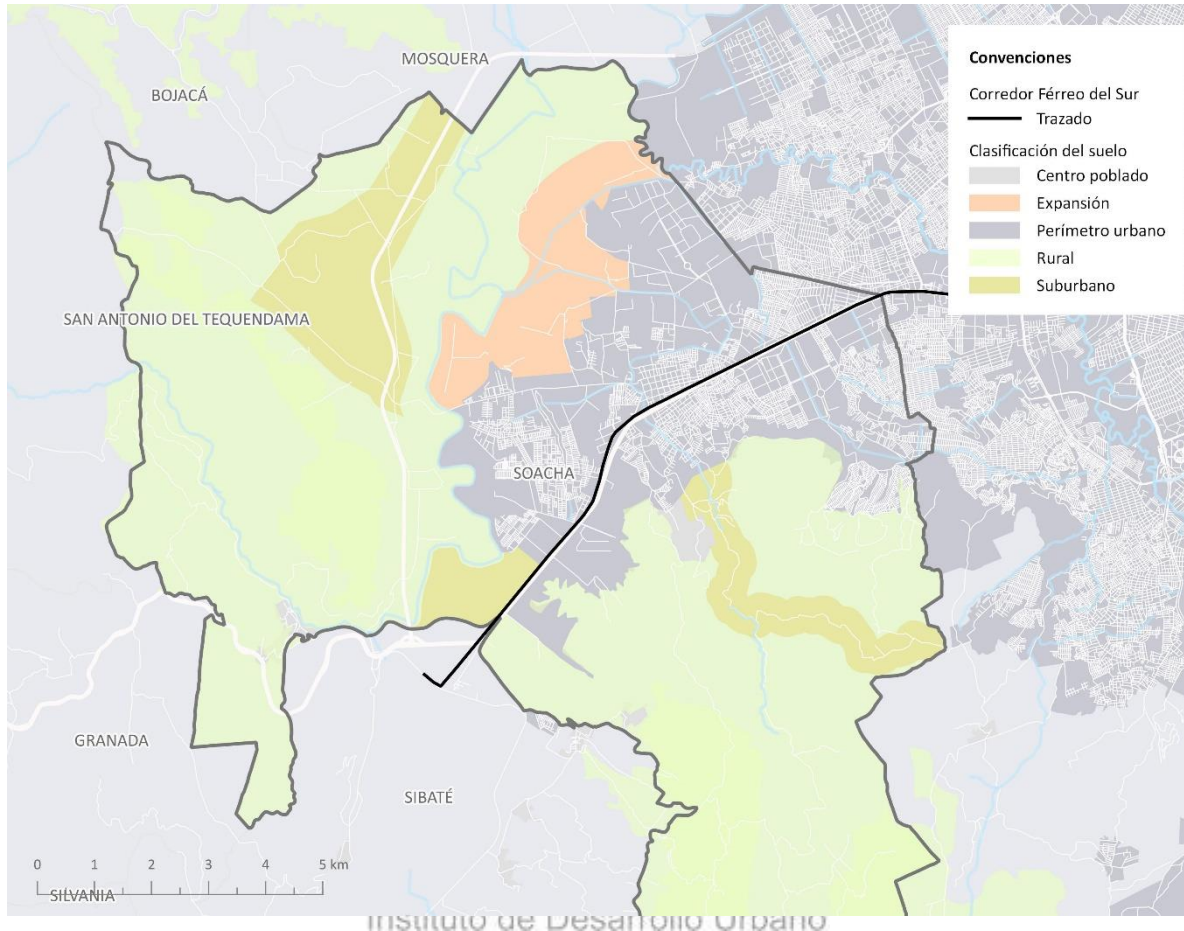 MOSQUERA
BOJACÁ
SAN ANTONIO DEL TEQUENDAMA
SOACHA
GRANADA
SIBATÉ
SILVANIA
0 1 2 3 4 5 km
Convenciones
Corredor Férreo del Sur
Trazado
Clasificación del suelo
Centro poblado
Expansión
Perímetro urbano
Rural
Suburbano
Instituto de Desarrollo Urbano